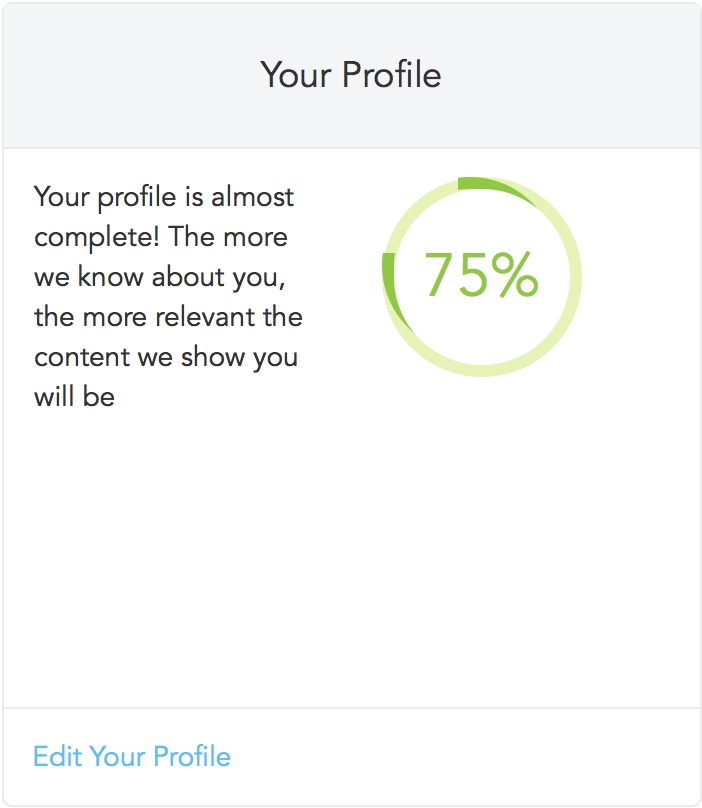 Your Profile
Your profile is almost
complete! The more
we know about you,
the more relevant the
content we show you
will be
75%
Edit Your Profile